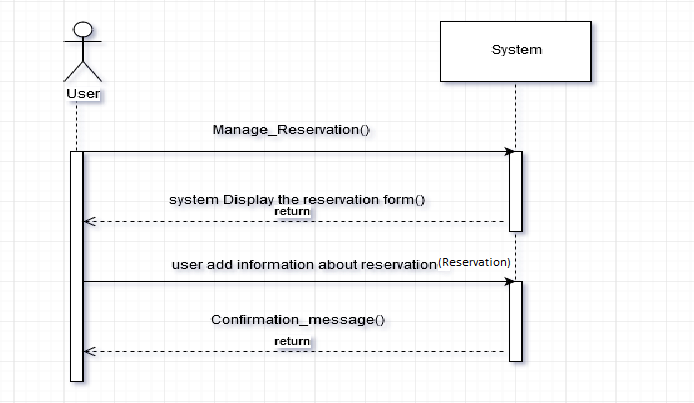 System
User
Manage_Reservation()
system Display the reservation form()
return
user add information about reservation(Reservation)
Confirmation_message()
return